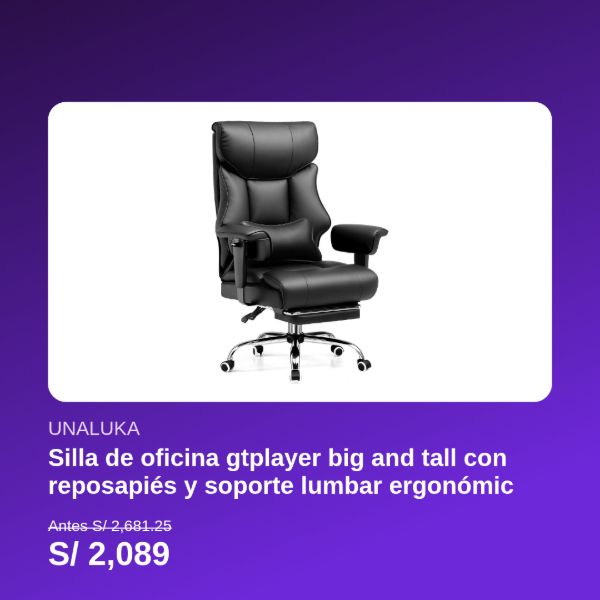 UNALUKA
Silla de oficina gtplayer big and tall con
reposapiés y soporte lumbar ergonómic
Antes S/ 2,681.25
S/ 2,089